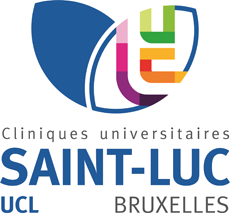 Cliniques universitaires
SAINT-LUC
UCL BRUXELLES